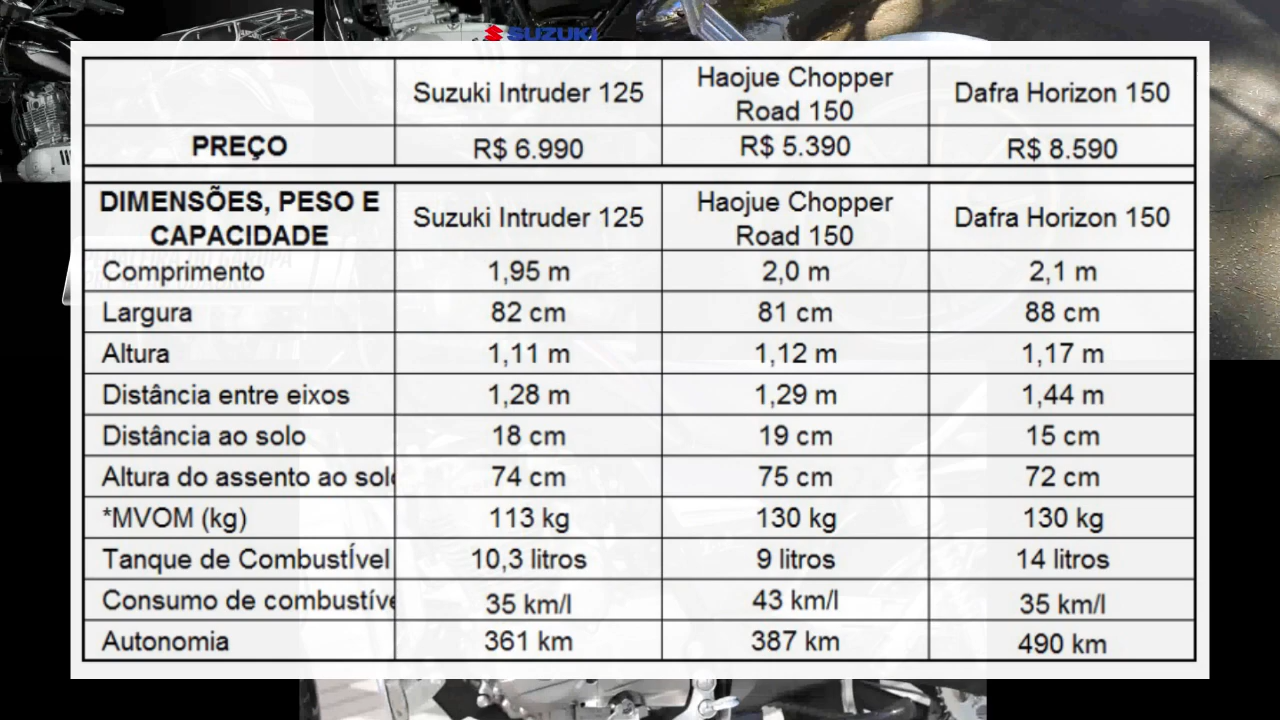 SUZUKI
Suzuki Intruder 125
Haojue Chopper
Road 150
Dafra Horizon 150
PREÇO R$ 6.990 R$ 5.390 R$ 8.590
DIMENSÕES, PESO E
CAPACIDADE
Suzuki Intruder 125
Haojue Chopper
Road 150
Dafra Horizon 150
Comprimento 1,95 m 2,0 m 2,1 m
Largura 82 cm 81 cm 88 cm
Altura 1,11 m 1,12 m 1,17 m
Distância entre eixos 1,28 m 1,29 m 1,44 m
Distância ao solo 18 cm 19 cm 15 cm
Altura do assento ao solo 74 cm 75 cm 72 cm
*MVOM (kg) 113 kg 130 kg 130 kg
Tanque de CombustÍvel 10,3 litros 9 litros 14 litros
Consumo de combustíve 35 km/l 43 km/l 35 km/l
Autonomia 361 km 387 km 490 km